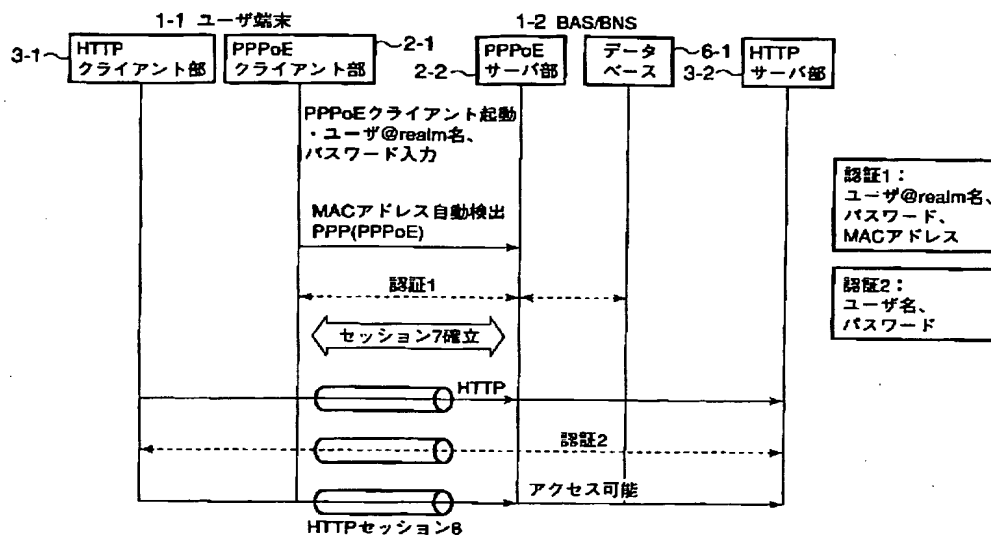 1-1 ユーザ端末
1-2 BAS/BNS
3-1
HTTP
クライアント部
PPPoE
クライアント部
2-1
2-2
PPPoE
サーバ部
データ
ベース
6-1
3-2
HTTP
サーバ部
PPPoEクライアント起動
・ユーザ@realm名、
パスワード入力
MACアドレス自動検出
PPP(PPPoE)
認証1
セッション7確立
HTTP
認証2
アクセス可能
HTTPセッション8
認証1:
ユーザ@realm名、
パスワード、
MACアドレス
認証2:
ユーザ名、
パスワード